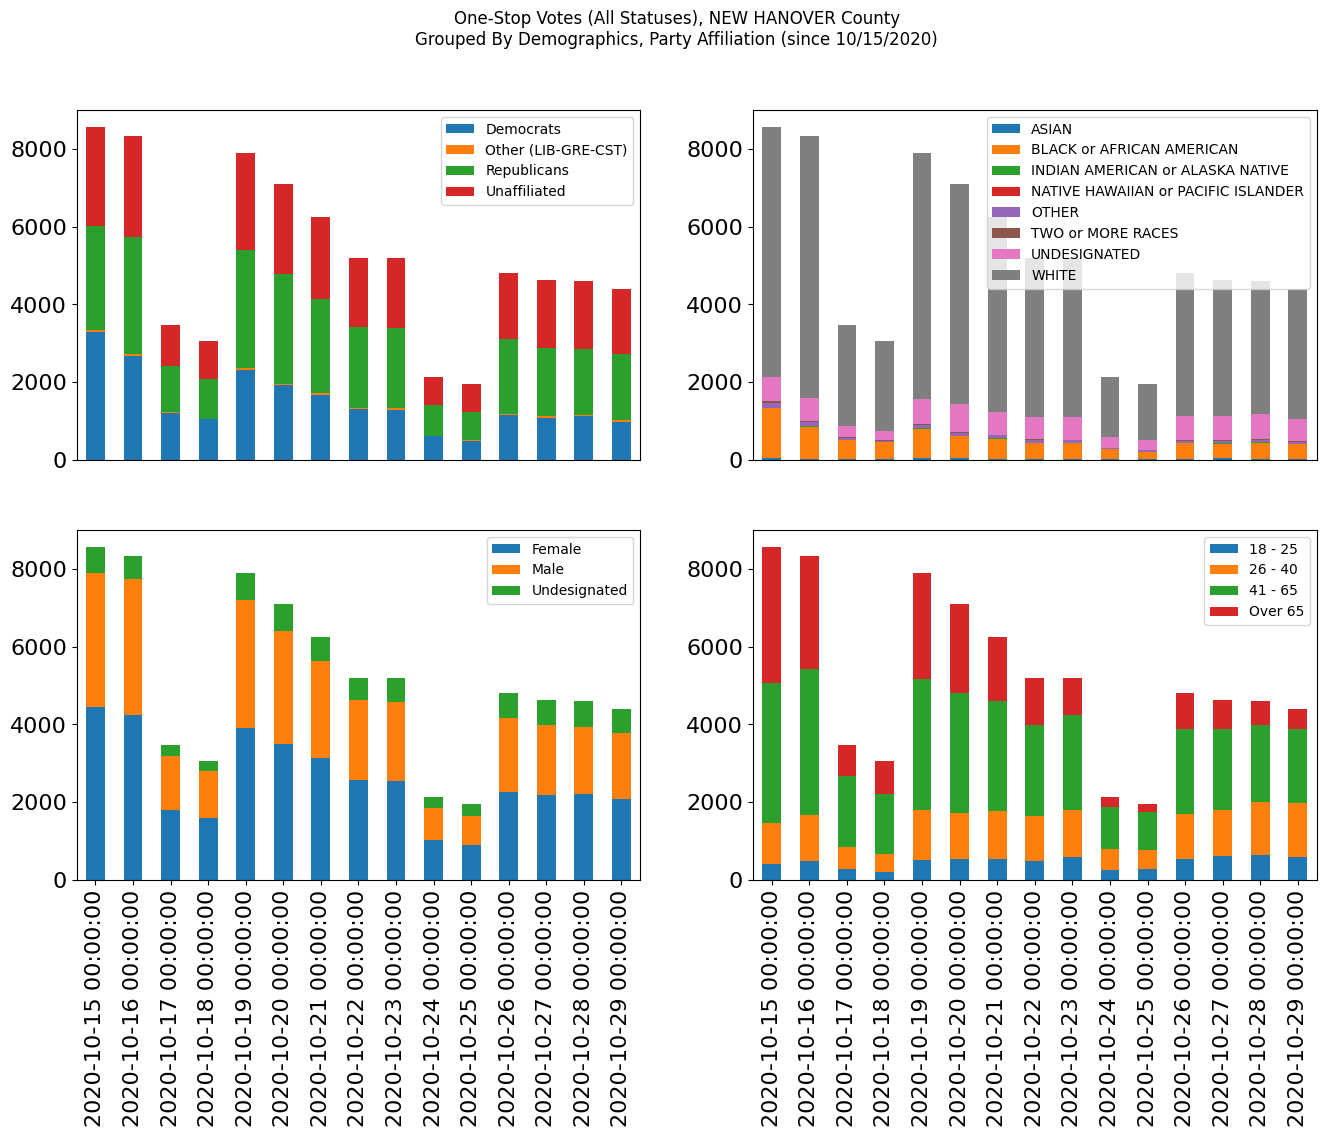 One-Stop Votes (All Statuses), NEW HANOVER County
Grouped By Demographics, Party Affiliation (since 10/15/2020)
8000
6000
4000
2000
0
Democrats
Other (LIB-GRE-CST)
Republicans
Unaffiliated
8000
6000
4000
2000
0
ASIAN
BLACK or AFRICAN AMERICAN
INDIAN AMERICAN or ALASKA NATIVE
NATIVE HAWAIIAN or PACIFIC ISLANDER
OTHER
TWO or MORE RACES
UNDESIGNATED
WHITE
8000
6000
4000
2000
0
Female
Male
Undesignated
2020-10-15 00:00:00
2020-10-16 00:00:00
2020-10-17 00:00:00
2020-10-18 00:00:00
2020-10-19 00:00:00
2020-10-20 00:00:00
2020-10-21 00:00:00
2020-10-22 00:00:00
2020-10-23 00:00:00
2020-10-24 00:00:00
2020-10-25 00:00:00
2020-10-26 00:00:00
2020-10-27 00:00:00
2020-10-28 00:00:00
2020-10-29 00:00:00
8000
6000
4000
2000
0
18 - 25
26 - 40
41 - 65
Over 65
2020-10-15 00:00:00
2020-10-16 00:00:00
2020-10-17 00:00:00
2020-10-18 00:00:00
2020-10-19 00:00:00
2020-10-20 00:00:00
2020-10-21 00:00:00
2020-10-22 00:00:00
2020-10-23 00:00:00
2020-10-24 00:00:00
2020-10-25 00:00:00
2020-10-26 00:00:00
2020-10-27 00:00:00
2020-10-28 00:00:00
2020-10-29 00:00:00